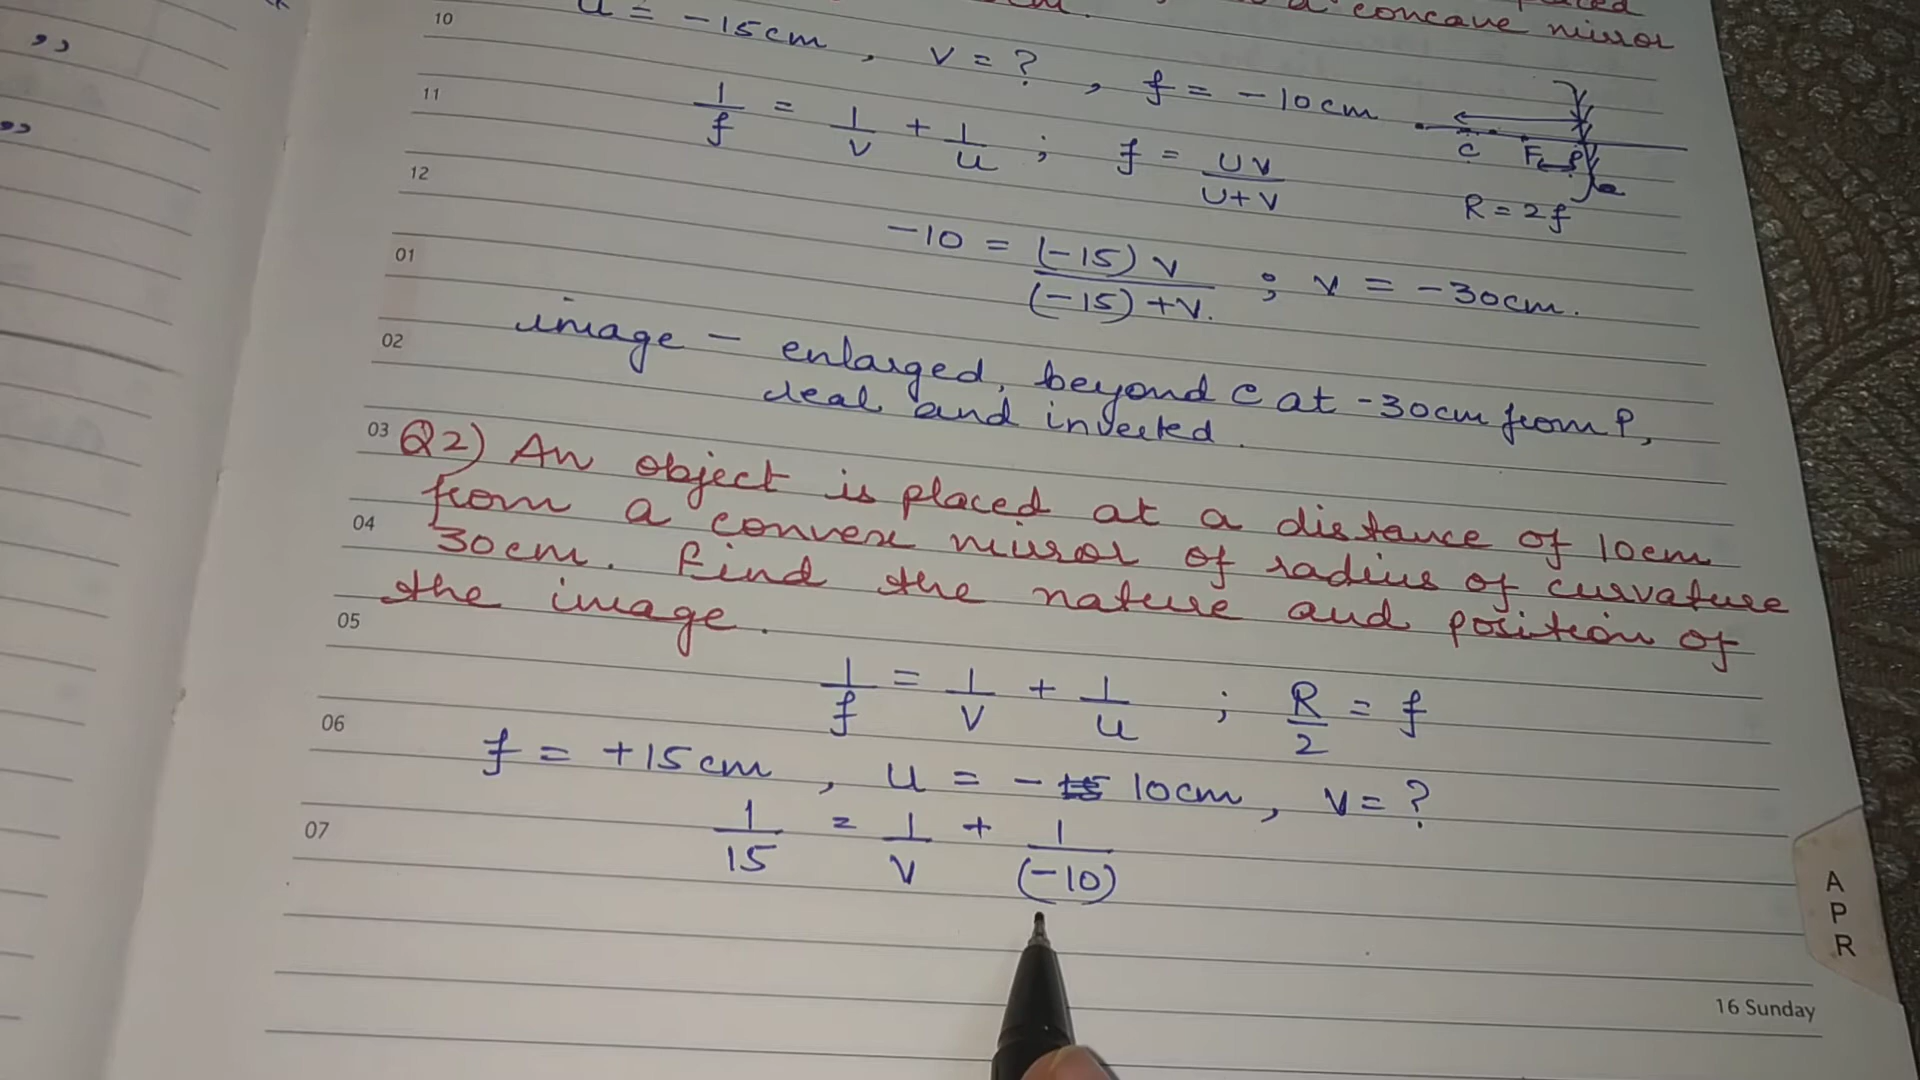 a concave mirror
10
u = -15cm , v = ? , f = -10cm
11
1/f = 1/v + 1/u ; f = UV/U+V
C F P
12
R = 2f
-10 = (-15) v/(-15) + v. ; v = -30cm.
01
image - enlarged, beyond C at -30cm from P,
02
real and inverted.
03
Q2) An object is placed at a distance of 10cm
from a convex mirror of radius of curvature
04
30cm. Find the nature and position of
the image.
05
1/f = 1/v + 1/u ; R/2 = f
06
f = +15cm , u = - 10cm, v = ?
07
1/15 = 1/v + 1/(-10)
A
P
R
16 Sunday